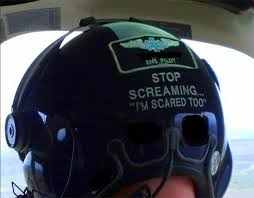 EMS PILOT
STOP
SCREAMING...
"I'M SCARED TOO"